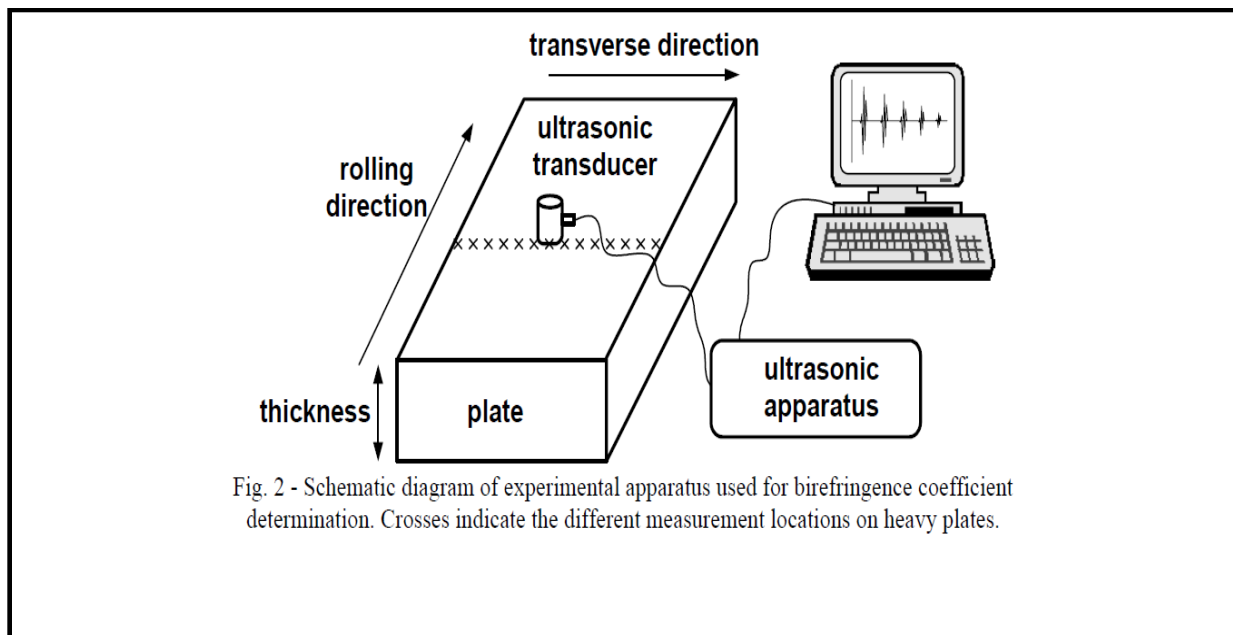 transverse direction
ultrasonic
transducer
rolling
direction
x x x x x x x x x x x x x x
thickness
plate
ultrasonic
apparatus
Fig. 2 - Schematic diagram of experimental apparatus used for birefringence coefficient
determination. Crosses indicate the different measurement locations on heavy plates.